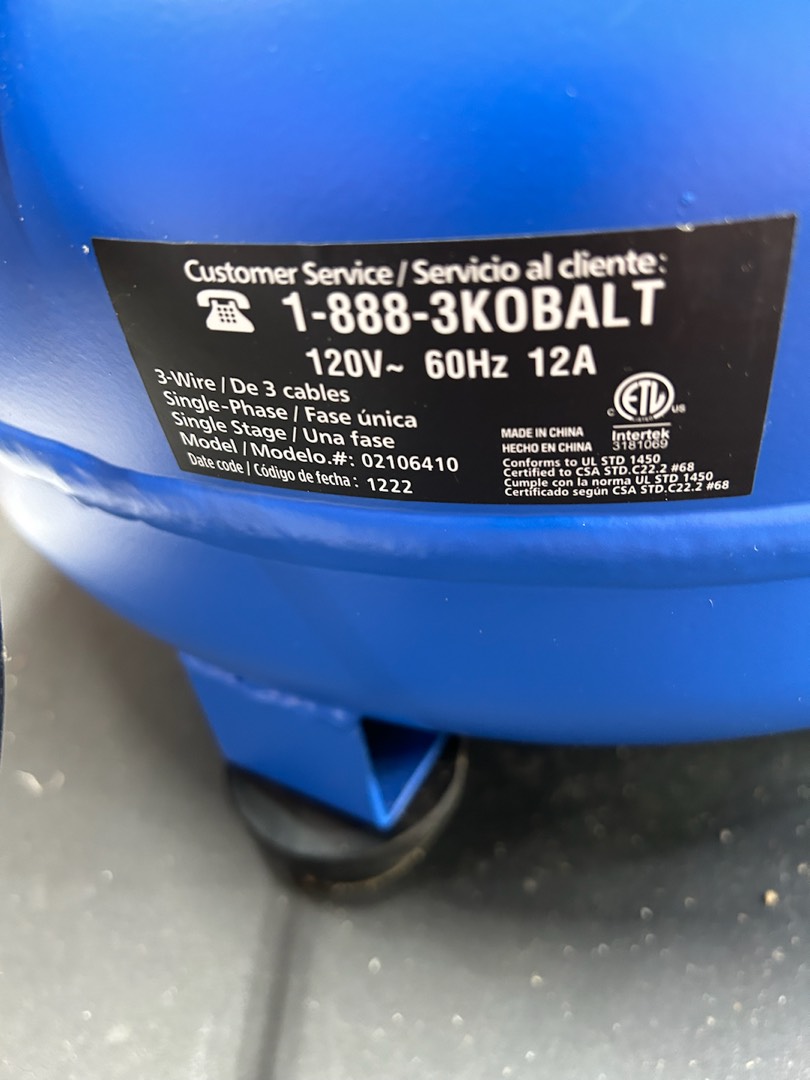 Customer Service / Servicio al cliente:
1-888-3KOBALT
120V~ 60Hz 12A
3-Wire / De 3 cables
Single-Phase / Fase única
Single Stage / Una fase
Model / Modelo.#: 02106410
Date code / Código de fecha : 1222
MADE IN CHINA
HECHO EN CHINA
C ETL US
LISTED
Intertek
3181069
Conforms to UL STD 1450
Certified to CSA STD.C22.2 #68
Cumple con la norma UL STD 1450
Certificado según CSA STD.C22.2 #68